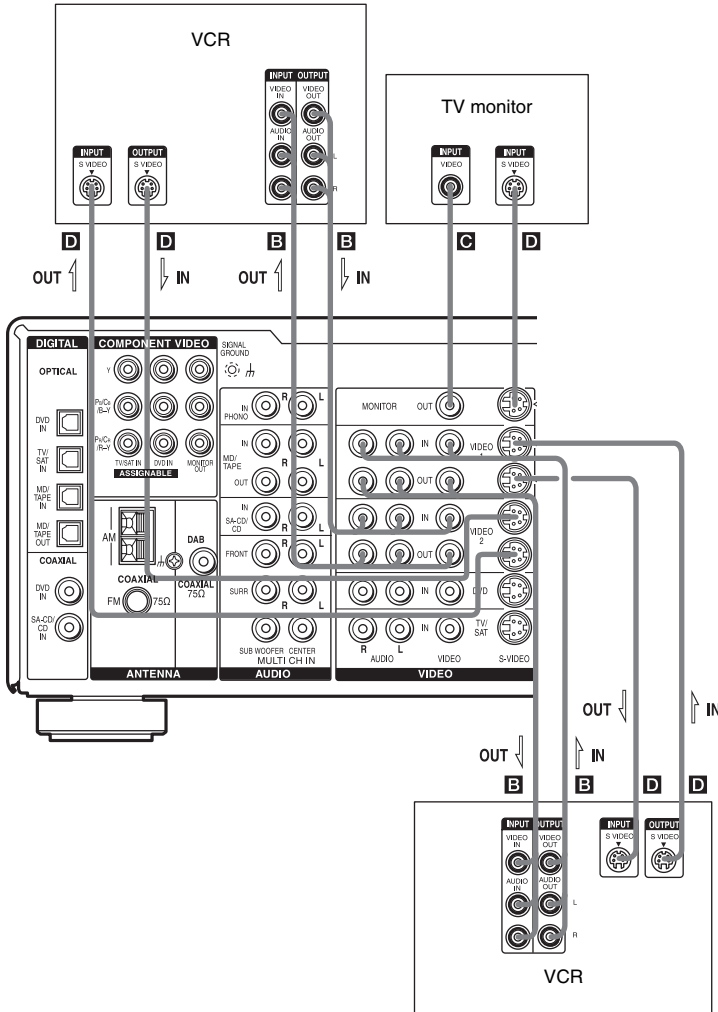 VCR
INPUT OUTPUT
VIDEO IN VIDEO OUT
AUDIO IN AUDIO OUT
L
R
INPUT OUTPUT
S VIDEO S VIDEO
TV monitor
INPUT INPUT
VIDEO S VIDEO
D D B B C D
OUT IN OUT IN
DIGITAL
OPTICAL
DVD IN
TV/SAT IN
MD/TAPE IN
MD/TAPE OUT
COAXIAL
DVD IN
SA-CD/CD IN
COMPONENT VIDEO
Y
PB/CB /B–Y
PR/CR /R–Y
TV/SAT IN DVD IN MONITOR OUT
ASSIGNABLE
SIGNAL GROUND
AM
DAB
COAXIAL 75Ω
COAXIAL
FM 75Ω
ANTENNA
R L
IN PHONO
IN
MD/TAPE
R L
OUT
IN
SA-CD/CD
R L
FRONT
SURR
R L
SUB WOOFER CENTER
MULTI CH IN
AUDIO
MONITOR OUT
IN VIDEO 1
OUT
IN VIDEO 2
OUT
IN DVD
IN TV/SAT
R L
AUDIO VIDEO S-VIDEO
VIDEO
OUT IN
OUT IN
B B D D
INPUT OUTPUT
VIDEO IN VIDEO OUT
AUDIO IN AUDIO OUT
L
R
INPUT OUTPUT
S VIDEO S VIDEO
VCR